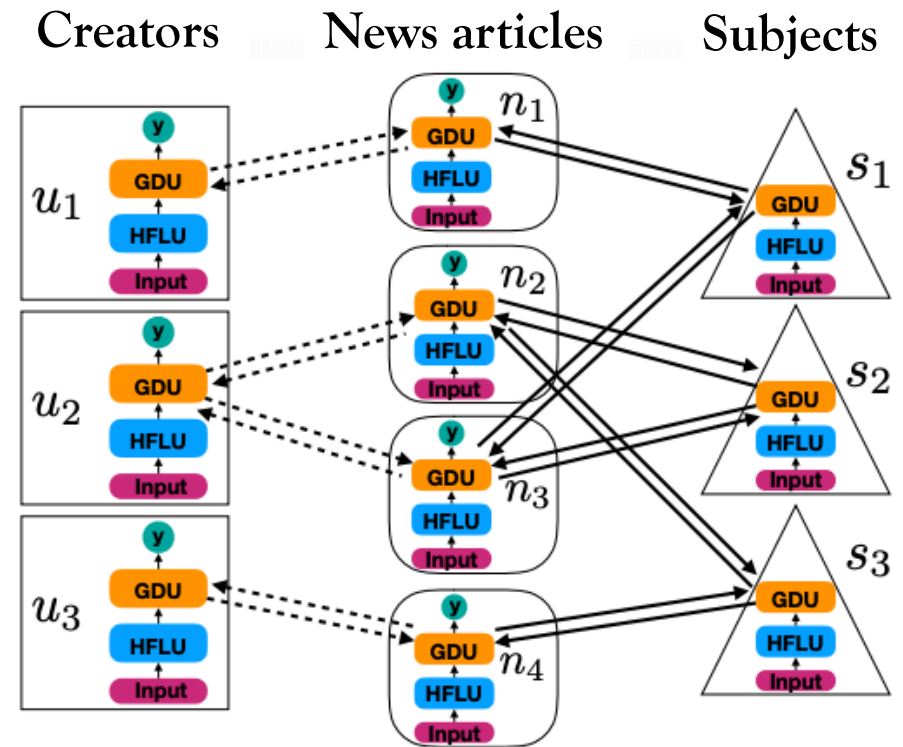 Creators
News articles
Subjects
u1
y
GDU
HFLU
Input
u2
y
GDU
HFLU
Input
u3
y
GDU
HFLU
Input
n1
y
GDU
HFLU
Input
n2
y
GDU
HFLU
Input
y
GDU
n3
HFLU
Input
y
GDU
n4
HFLU
Input
s1
GDU
HFLU
Input
s2
GDU
HFLU
Input
s3
GDU
HFLU
Input